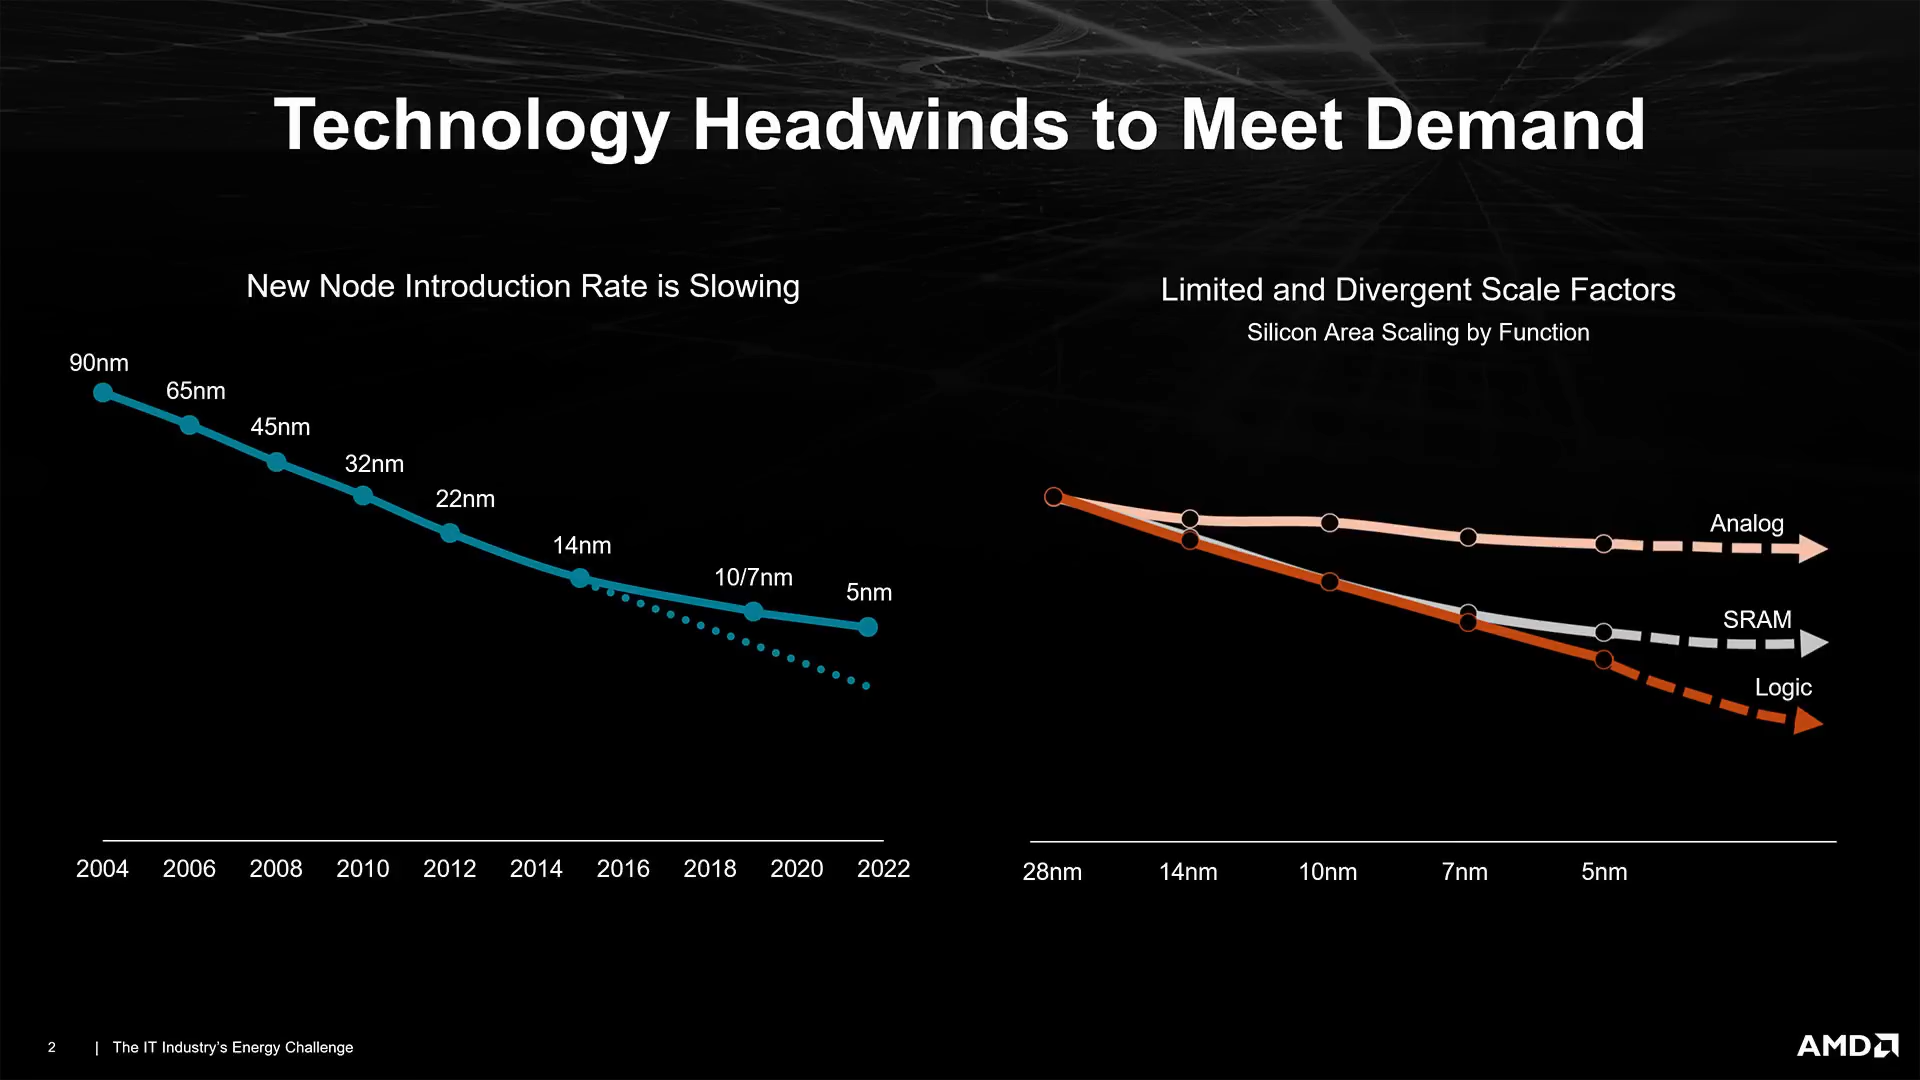 Technology Headwinds to Meet Demand
New Node Introduction Rate is Slowing
90nm
65nm
45nm
32nm
22nm
14nm
10/7nm
5nm
2004 2006 2008 2010 2012 2014 2016 2018 2020 2022
Limited and Divergent Scale Factors
Silicon Area Scaling by Function
Analog
SRAM
Logic
28nm 14nm 10nm 7nm 5nm
2 | The IT Industry’s Energy Challenge
AMD